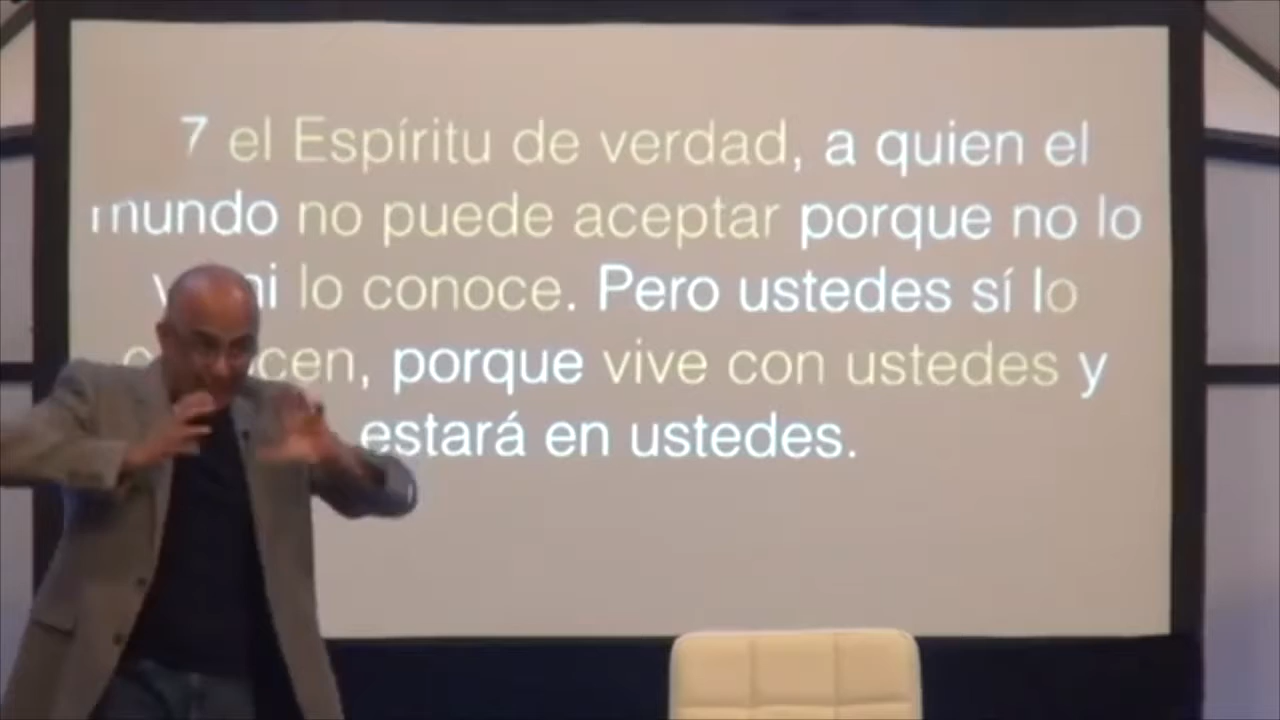 7 el Espíritu de verdad, a quien el
mundo no puede aceptar porque no lo
ni lo conoce. Pero ustedes sí lo
porque vive con ustedes y
estará en ustedes.